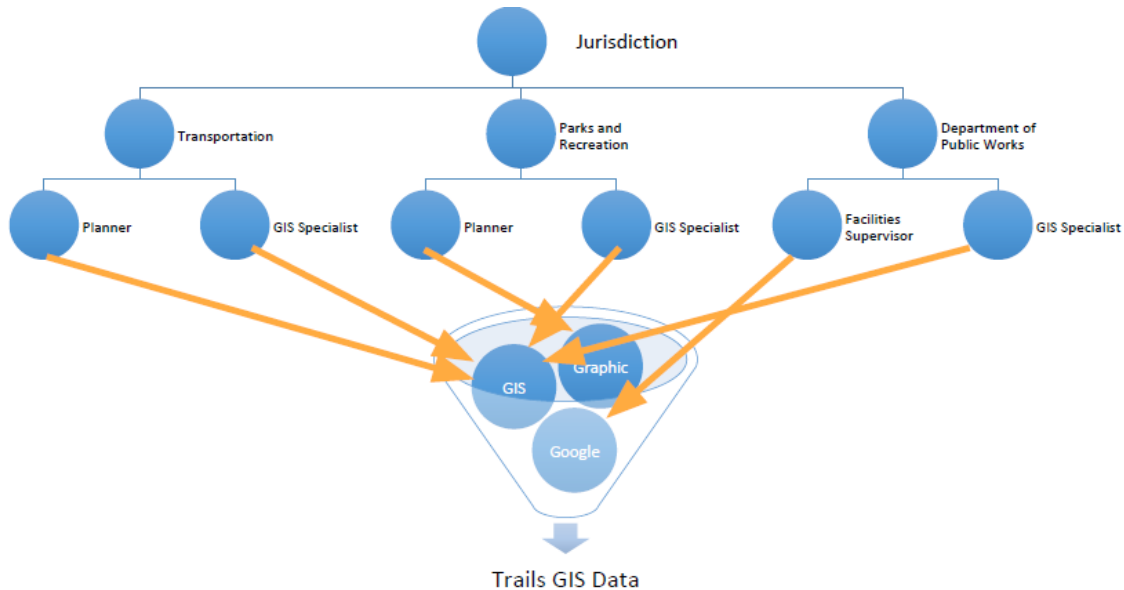 Jurisdiction
Transportation
Parks and
Recreation
Department of
Public Works
Planner
GIS Specialist
Planner
GIS Specialist
Facilities
Supervisor
GIS Specialist
GIS
Graphic
Google
Trails GIS Data